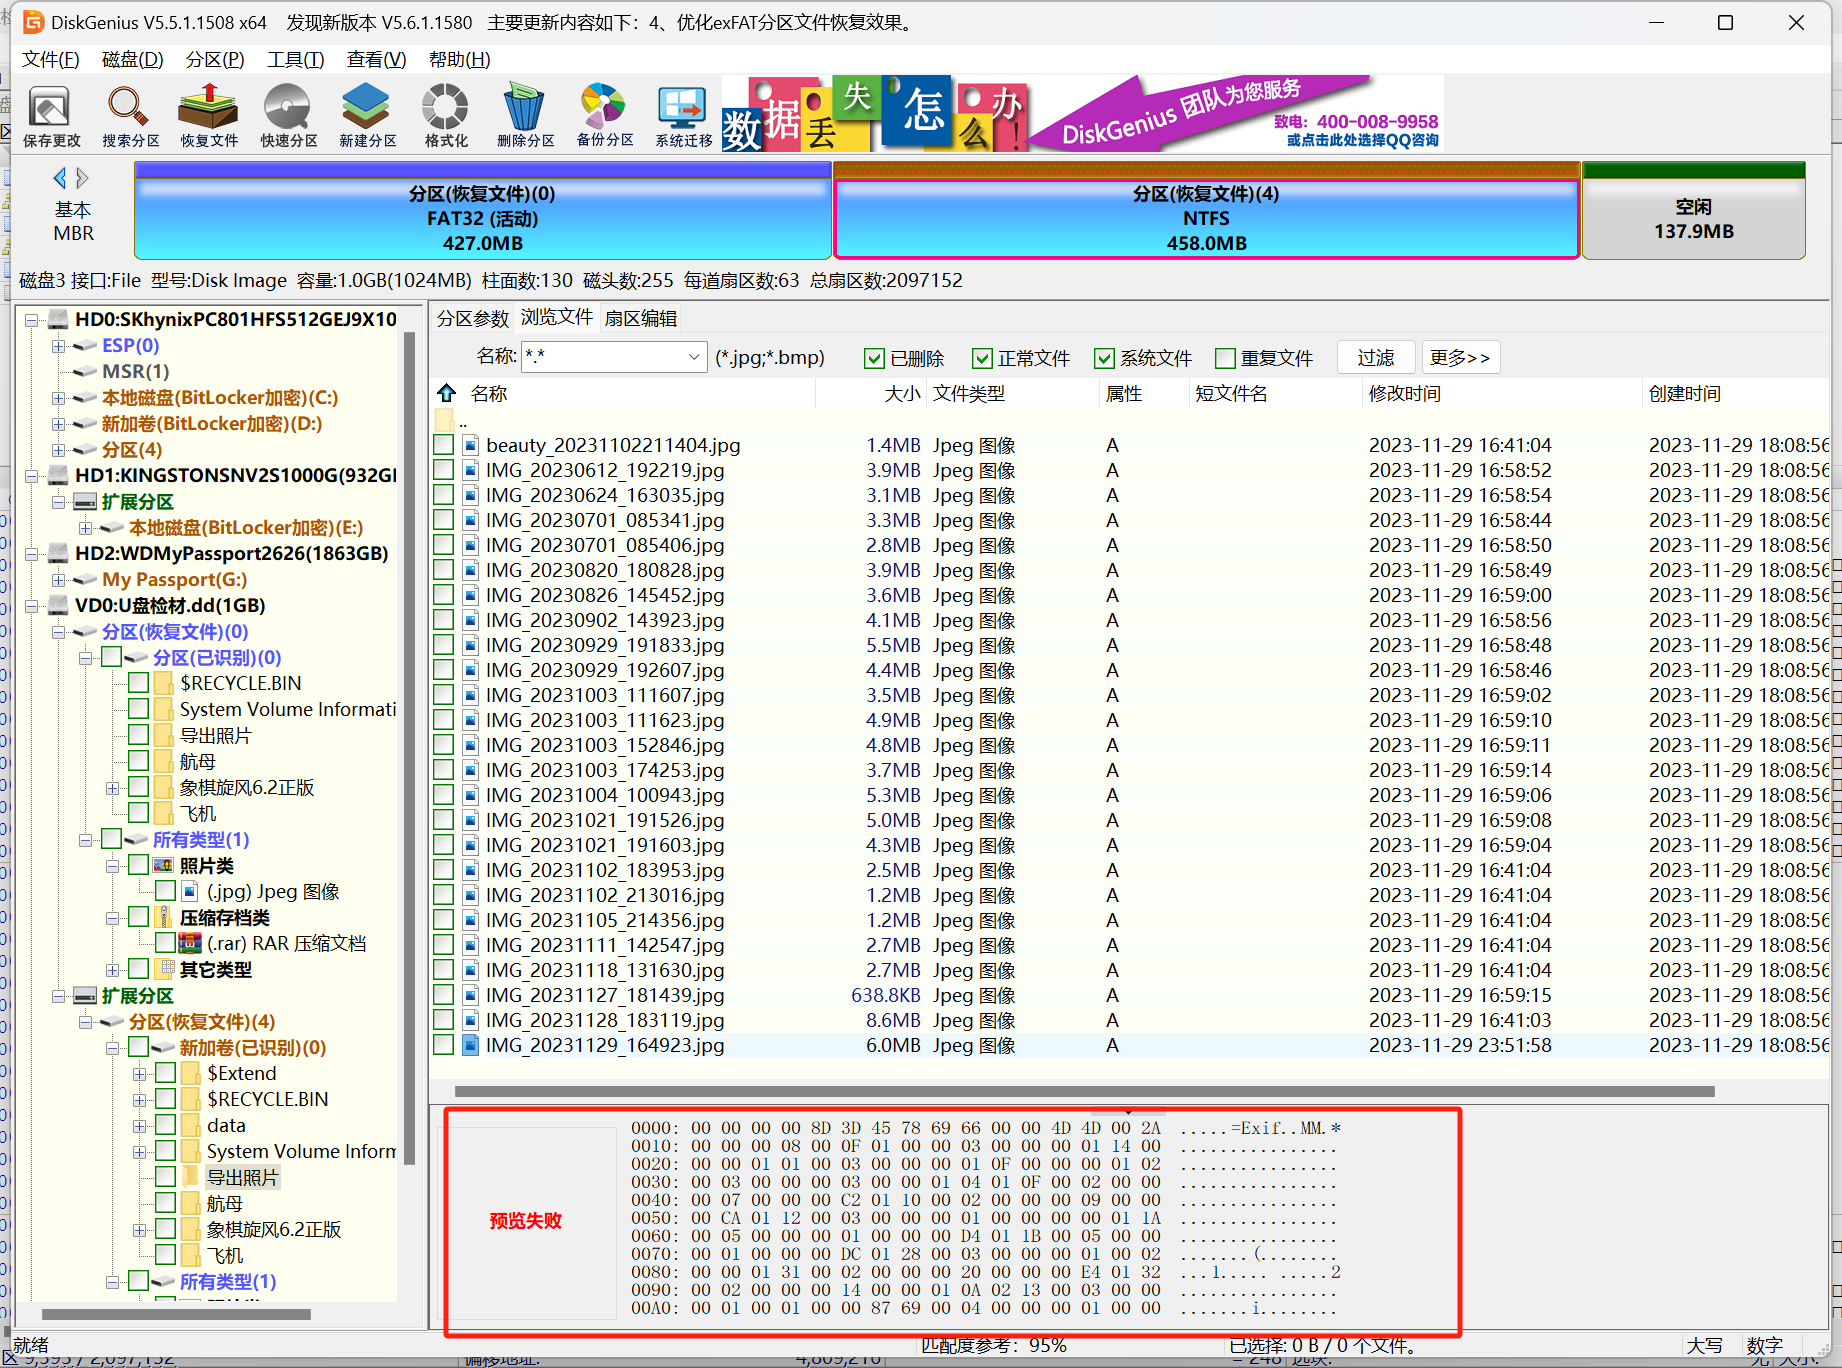 DiskGenius V5.5.1.1508 x64 发现新版本 V5.6.1.1580 主要更新内容如下：4、优化exFAT分区文件恢复效果。
文件(F) 磁盘(D) 分区(P) 工具(T) 查看(V) 帮助(H)
保存更改 搜索分区 恢复文件 快速分区 新建分区 格式化 删除分区 备份分区 系统迁移
数据丢失怎么办!
DiskGenius 团队为您服务
致电：400-008-9958
或点击此处选择QQ咨询
基本
MBR
分区(恢复文件)(0)
FAT32 (活动)
427.0MB
分区(恢复文件)(4)
NTFS
458.0MB
空闲
137.9MB
磁盘3 接口:File 型号:Disk Image 容量:1.0GB(1024MB) 柱面数:130 磁头数:255 每道扇区数:63 总扇区数:2097152
HD0:SKhynixPC801HFS512GEJ9X10
ESP(0)
MSR(1)
本地磁盘(BitLocker加密)(C:)
新加卷(BitLocker加密)(D:)
分区(4)
HD1:KINGSTONSNV2S1000G(932GI
扩展分区
本地磁盘(BitLocker加密)(E:)
HD2:WDMyPassport2626(1863GB)
My Passport(G:)
VD0:U盘检材.dd(1GB)
分区(恢复文件)(0)
分区(已识别)(0)
$RECYCLE.BIN
System Volume Informati
导出照片
航母
象棋旋风6.2正版
飞机
所有类型(1)
照片类
(.jpg) Jpeg 图像
压缩存档类
(.rar) RAR 压缩文档
其它类型
扩展分区
分区(恢复文件)(4)
新加卷(已识别)(0)
$Extend
$RECYCLE.BIN
data
System Volume Inform
导出照片
航母
象棋旋风6.2正版
飞机
所有类型(1)
分区参数 浏览文件 扇区编辑
名称: *.* (*.jpg;*.bmp) 已删除 正常文件 系统文件 重复文件 过滤 更多>>
名称 大小 文件类型 属性 短文件名 修改时间 创建时间
..
beauty_20231102211404.jpg 1.4MB Jpeg 图像 A 2023-11-29 16:41:04 2023-11-29 18:08:56
IMG_20230612_192219.jpg 3.9MB Jpeg 图像 A 2023-11-29 16:58:52 2023-11-29 18:08:56
IMG_20230624_163035.jpg 3.1MB Jpeg 图像 A 2023-11-29 16:58:54 2023-11-29 18:08:56
IMG_20230701_085341.jpg 3.3MB Jpeg 图像 A 2023-11-29 16:58:44 2023-11-29 18:08:56
IMG_20230701_085406.jpg 2.8MB Jpeg 图像 A 2023-11-29 16:58:50 2023-11-29 18:08:56
IMG_20230820_180828.jpg 3.9MB Jpeg 图像 A 2023-11-29 16:58:49 2023-11-29 18:08:56
IMG_20230826_145452.jpg 3.6MB Jpeg 图像 A 2023-11-29 16:59:00 2023-11-29 18:08:56
IMG_20230902_143923.jpg 4.1MB Jpeg 图像 A 2023-11-29 16:58:56 2023-11-29 18:08:56
IMG_20230929_191833.jpg 5.5MB Jpeg 图像 A 2023-11-29 16:58:48 2023-11-29 18:08:56
IMG_20230929_192607.jpg 4.4MB Jpeg 图像 A 2023-11-29 16:58:46 2023-11-29 18:08:56
IMG_20231003_111607.jpg 3.5MB Jpeg 图像 A 2023-11-29 16:59:02 2023-11-29 18:08:56
IMG_20231003_111623.jpg 4.9MB Jpeg 图像 A 2023-11-29 16:59:10 2023-11-29 18:08:56
IMG_20231003_152846.jpg 4.8MB Jpeg 图像 A 2023-11-29 16:59:11 2023-11-29 18:08:56
IMG_20231003_174253.jpg 3.7MB Jpeg 图像 A 2023-11-29 16:59:14 2023-11-29 18:08:56
IMG_20231004_100943.jpg 5.3MB Jpeg 图像 A 2023-11-29 16:59:06 2023-11-29 18:08:56
IMG_20231021_191526.jpg 5.0MB Jpeg 图像 A 2023-11-29 16:59:08 2023-11-29 18:08:56
IMG_20231021_191603.jpg 4.3MB Jpeg 图像 A 2023-11-29 16:59:04 2023-11-29 18:08:56
IMG_20231102_183953.jpg 2.5MB Jpeg 图像 A 2023-11-29 16:41:04 2023-11-29 18:08:56
IMG_20231102_213016.jpg 1.2MB Jpeg 图像 A 2023-11-29 16:41:04 2023-11-29 18:08:56
IMG_20231105_214356.jpg 1.2MB Jpeg 图像 A 2023-11-29 16:41:04 2023-11-29 18:08:56
IMG_20231111_142547.jpg 2.7MB Jpeg 图像 A 2023-11-29 16:41:04 2023-11-29 18:08:56
IMG_20231118_131630.jpg 2.7MB Jpeg 图像 A 2023-11-29 16:41:04 2023-11-29 18:08:56
IMG_20231127_181439.jpg 638.8KB Jpeg 图像 A 2023-11-29 16:59:15 2023-11-29 18:08:56
IMG_20231128_183119.jpg 8.6MB Jpeg 图像 A 2023-11-29 16:41:03 2023-11-29 18:08:56
IMG_20231129_164923.jpg 6.0MB Jpeg 图像 A 2023-11-29 23:51:58 2023-11-29 18:08:56
预览失败
0000: 00 00 00 00 8D 3D 45 78 69 66 00 00 4D 4D 00 2A .....=Exif..MM.*
0010: 00 00 00 08 00 0F 01 00 00 03 00 00 00 01 14 00 ................
0020: 00 00 01 01 00 03 00 00 00 01 0F 00 00 00 01 02 ................
0030: 00 03 00 00 00 03 00 00 01 04 01 0F 00 02 00 00 ................
0040: 00 07 00 00 00 C2 01 10 00 02 00 00 00 09 00 00 ................
0050: 00 CA 01 12 00 03 00 00 00 01 00 00 00 00 01 1A ................
0060: 00 05 00 00 00 01 00 00 00 D4 01 1B 00 05 00 00 ................
0070: 00 01 00 00 00 DC 01 28 00 03 00 00 00 01 00 02 .......(........
0080: 00 00 01 31 00 02 00 00 00 20 00 00 00 E4 01 32 ...1..... .....2
0090: 00 02 00 00 00 14 00 00 01 0A 02 13 00 03 00 00 ................
00A0: 00 01 00 01 00 00 87 69 00 04 00 00 00 01 00 00 .......i........
就绪 匹配度参考：95% 已选择: 0 B / 0 个文件。 大写 数字